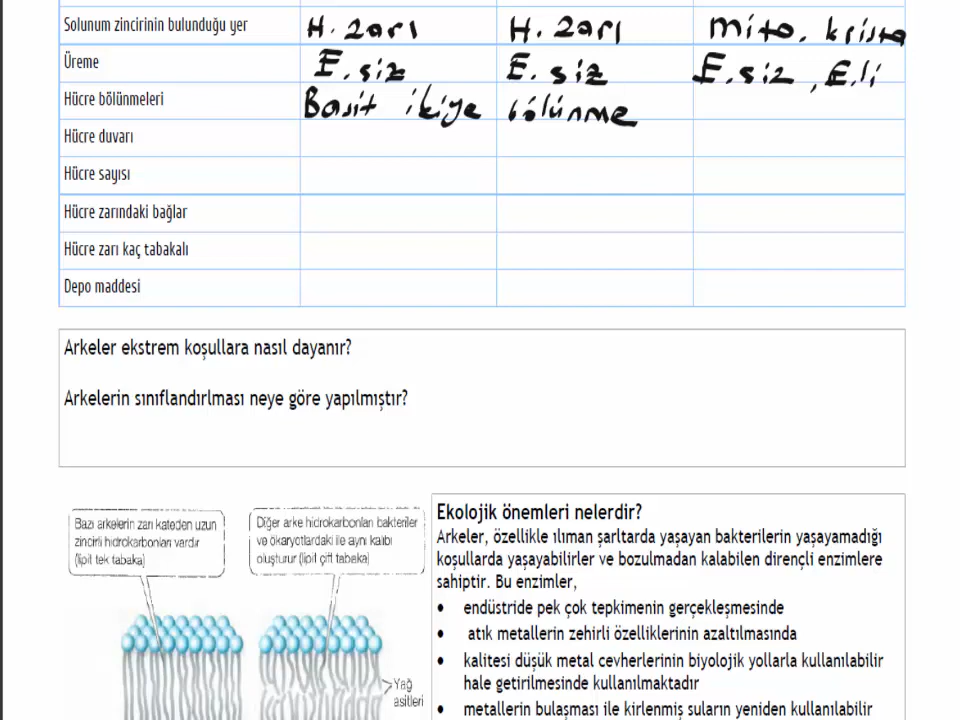 Solunum zincirinin bulunduğu yer H. zarı H. zarı mito. krista
Üreme E.siz E. siz E.siz , E.li
Hücre bölünmeleri Basit ikiye bölünme
Hücre duvarı
Hücre sayısı
Hücre zarındaki bağlar
Hücre zarı kaç tabakalı
Depo maddesi
Arkeler ekstrem koşullara nasıl dayanır?
Arkelerin sınıflandırlması neye göre yapılmıştır?
Bazı arkelerin zarı kateden uzun
zincirli hidrokarbonları vardır
(lipit tek tabaka)
Diğer arke hidrokarbonları bakteriler
ve ökaryotlardaki ile aynı kalıbı
oluşturur (lipit çift tabaka)
Yağ
asitleri
Ekolojik önemleri nelerdir?
Arkeler, özellikle ılıman şartlarda yaşayan bakterilerin yaşayamadığı
koşullarda yaşayabilirler ve bozulmadan kalabilen dirençli enzimlere
sahiptir. Bu enzimler,
• endüstride pek çok tepkimenin gerçekleşmesinde
• atık metallerin zehirli özelliklerinin azaltılmasında
• kalitesi düşük metal cevherlerinin biyolojik yollarla kullanılabilir
hale getirilmesinde kullanılmaktadır
• metallerin bulaşması ile kirlenmiş suların yeniden kullanılabilir